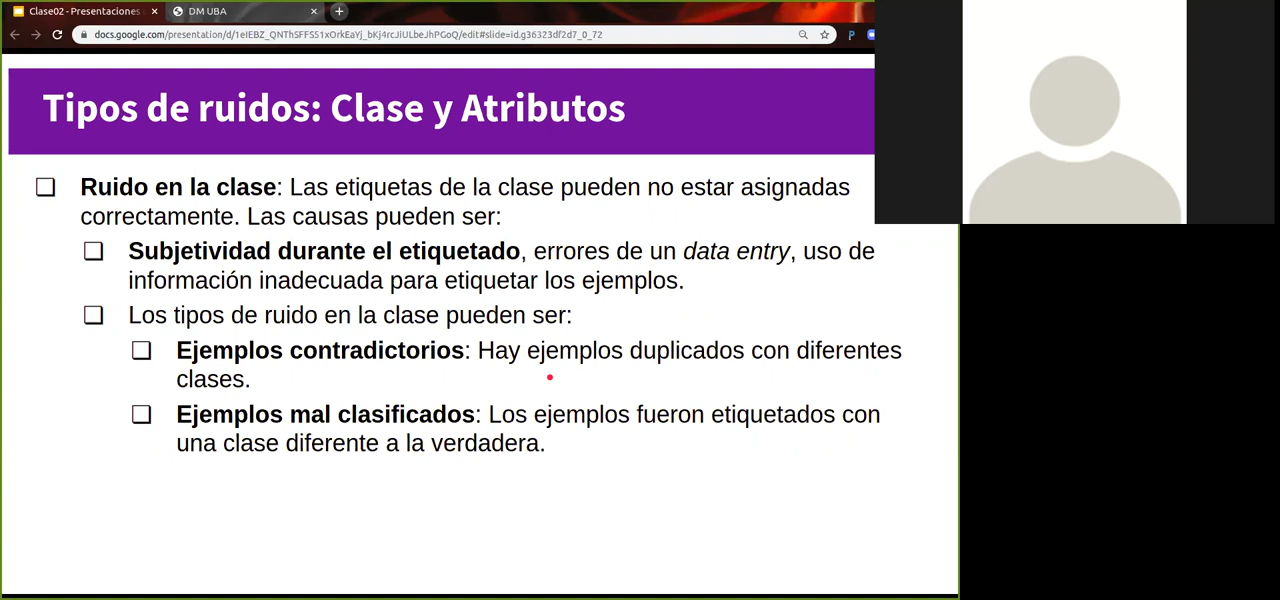 Clase02 - Presentaciones
DM UBA
docs.google.com/presentation/d/1eIEBZ_QNThSFFS51xOrkEaYj_bKj4rcJiULbeJhPGoQ/edit#slide=id.g36323df2d7_0_72
Tipos de ruidos: Clase y Atributos
Ruido en la clase: Las etiquetas de la clase pueden no estar asignadas
correctamente. Las causas pueden ser:
Subjetividad durante el etiquetado, errores de un data entry, uso de
información inadecuada para etiquetar los ejemplos.
Los tipos de ruido en la clase pueden ser:
Ejemplos contradictorios: Hay ejemplos duplicados con diferentes
clases.
Ejemplos mal clasificados: Los ejemplos fueron etiquetados con
una clase diferente a la verdadera.